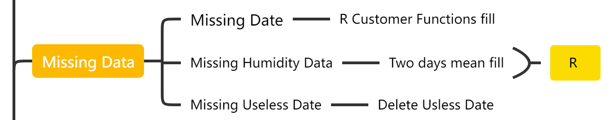 Missing Data
Missing Date
R Customer Functions fill
Missing Humidity Data
Two days mean fill
R
Missing Useless Date
Delete Usless Date